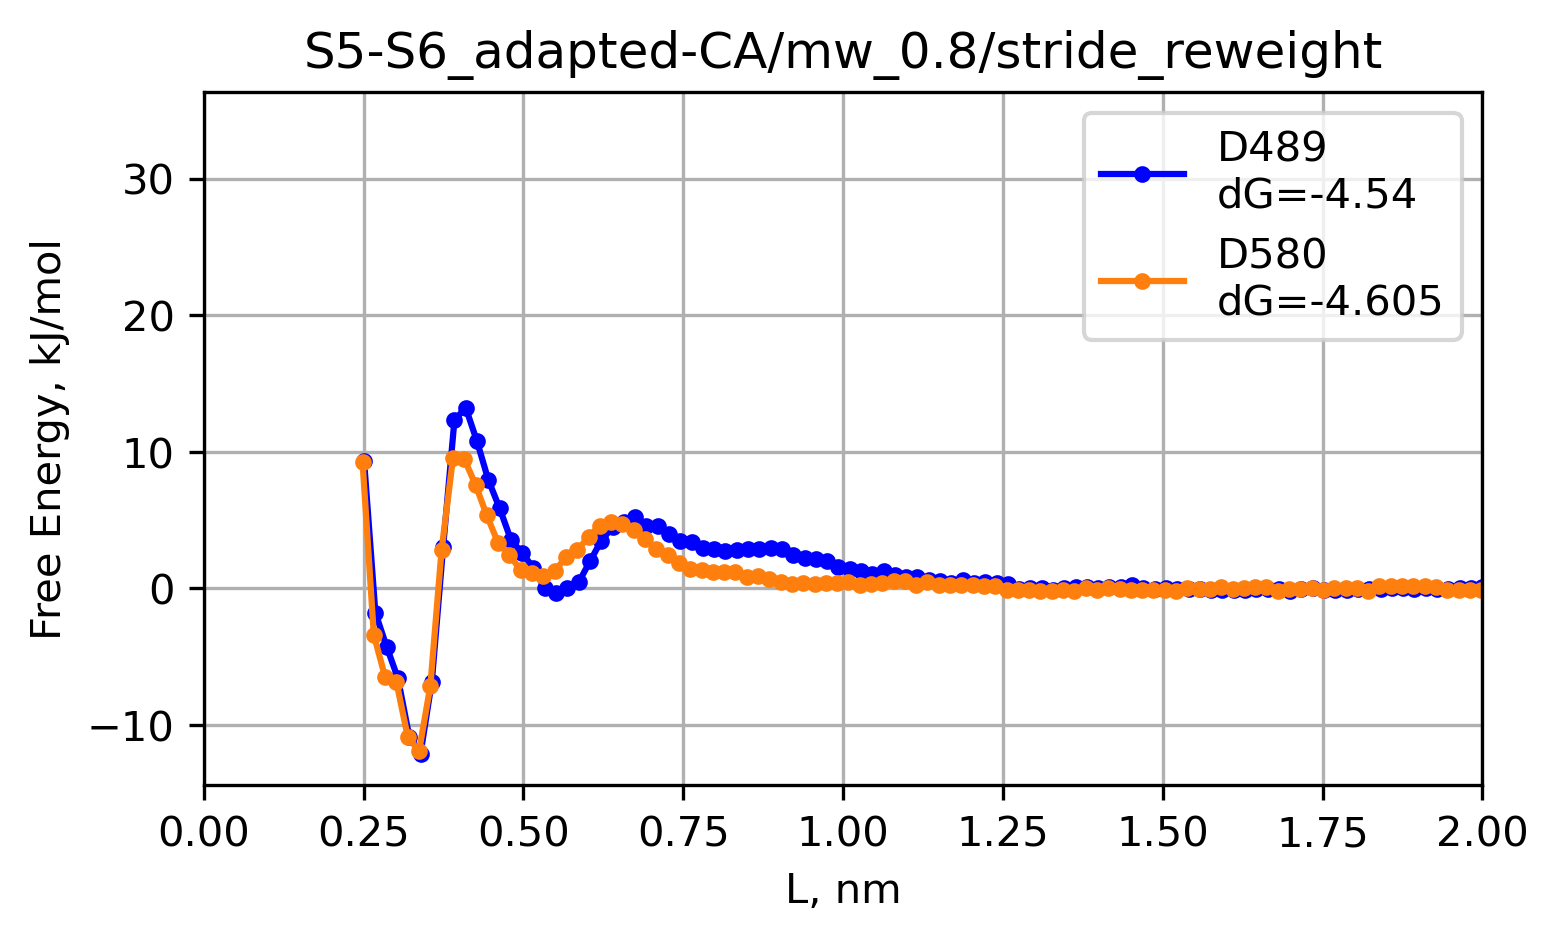 S5-S6_adapted-CA/mw_0.8/stride_reweight
D489
dG=-4.54
D580
dG=-4.605
Free Energy, kJ/mol
30
20
10
0
−10
0.00 0.25 0.50 0.75 1.00 1.25 1.50 1.75 2.00
L, nm